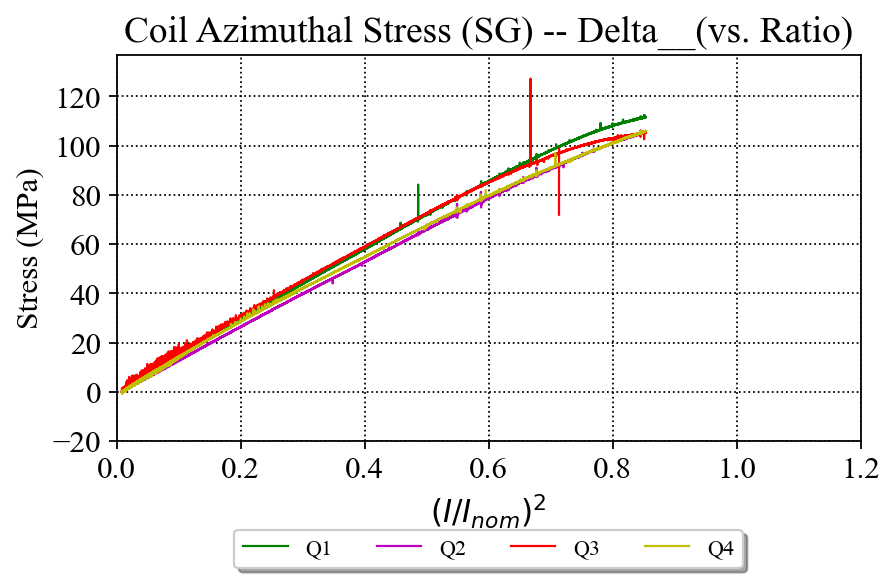 Coil Azimuthal Stress (SG) -- Delta__(vs. Ratio)
Stress (MPa)
120
100
80
60
40
20
0
−20
0.0 0.2 0.4 0.6 0.8 1.0 1.2
(I/I_nom)^2
Q1 Q2 Q3 Q4